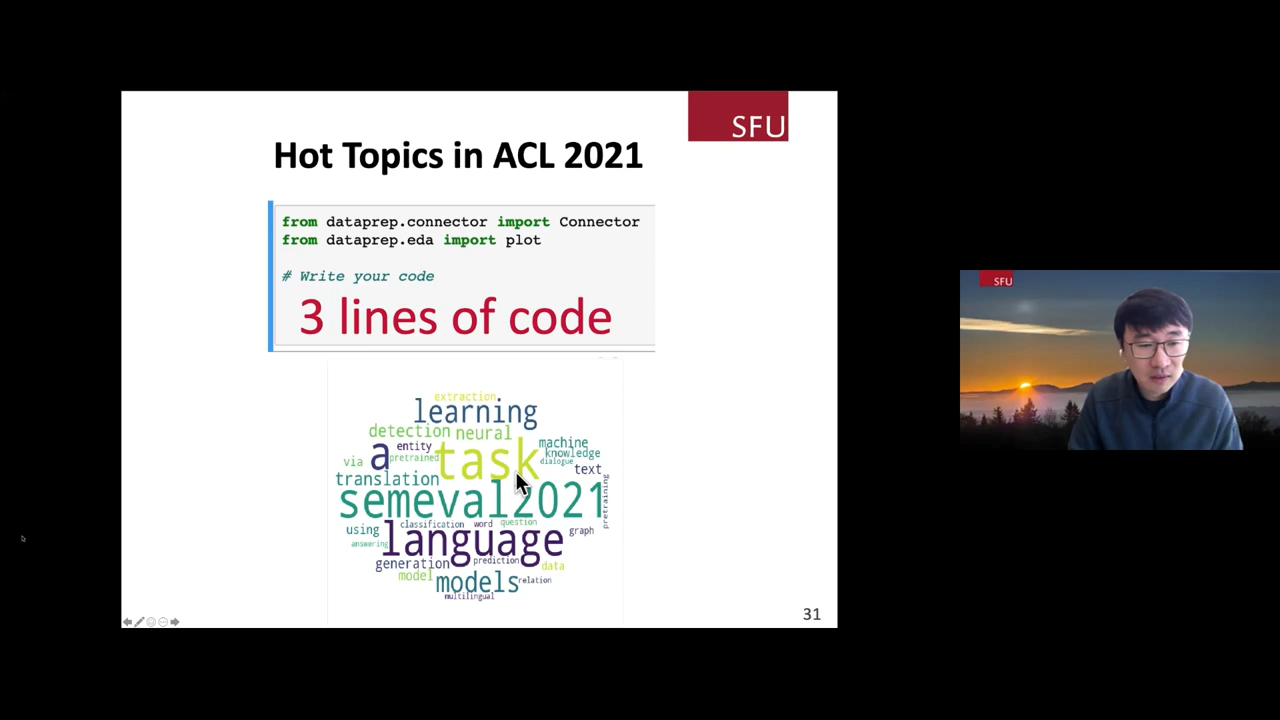 SFU
Hot Topics in ACL 2021
from dataprep.connector import Connector
from dataprep.eda import plot
# Write your code
3 lines of code
extraction
learning
detection neural
a entity task machine
knowledge
via pretrained dialogue
text
translation
semeval2021
pretraining
using classification word question graph
answering language
generation prediction data
model models relation
multilingual
31
SFU